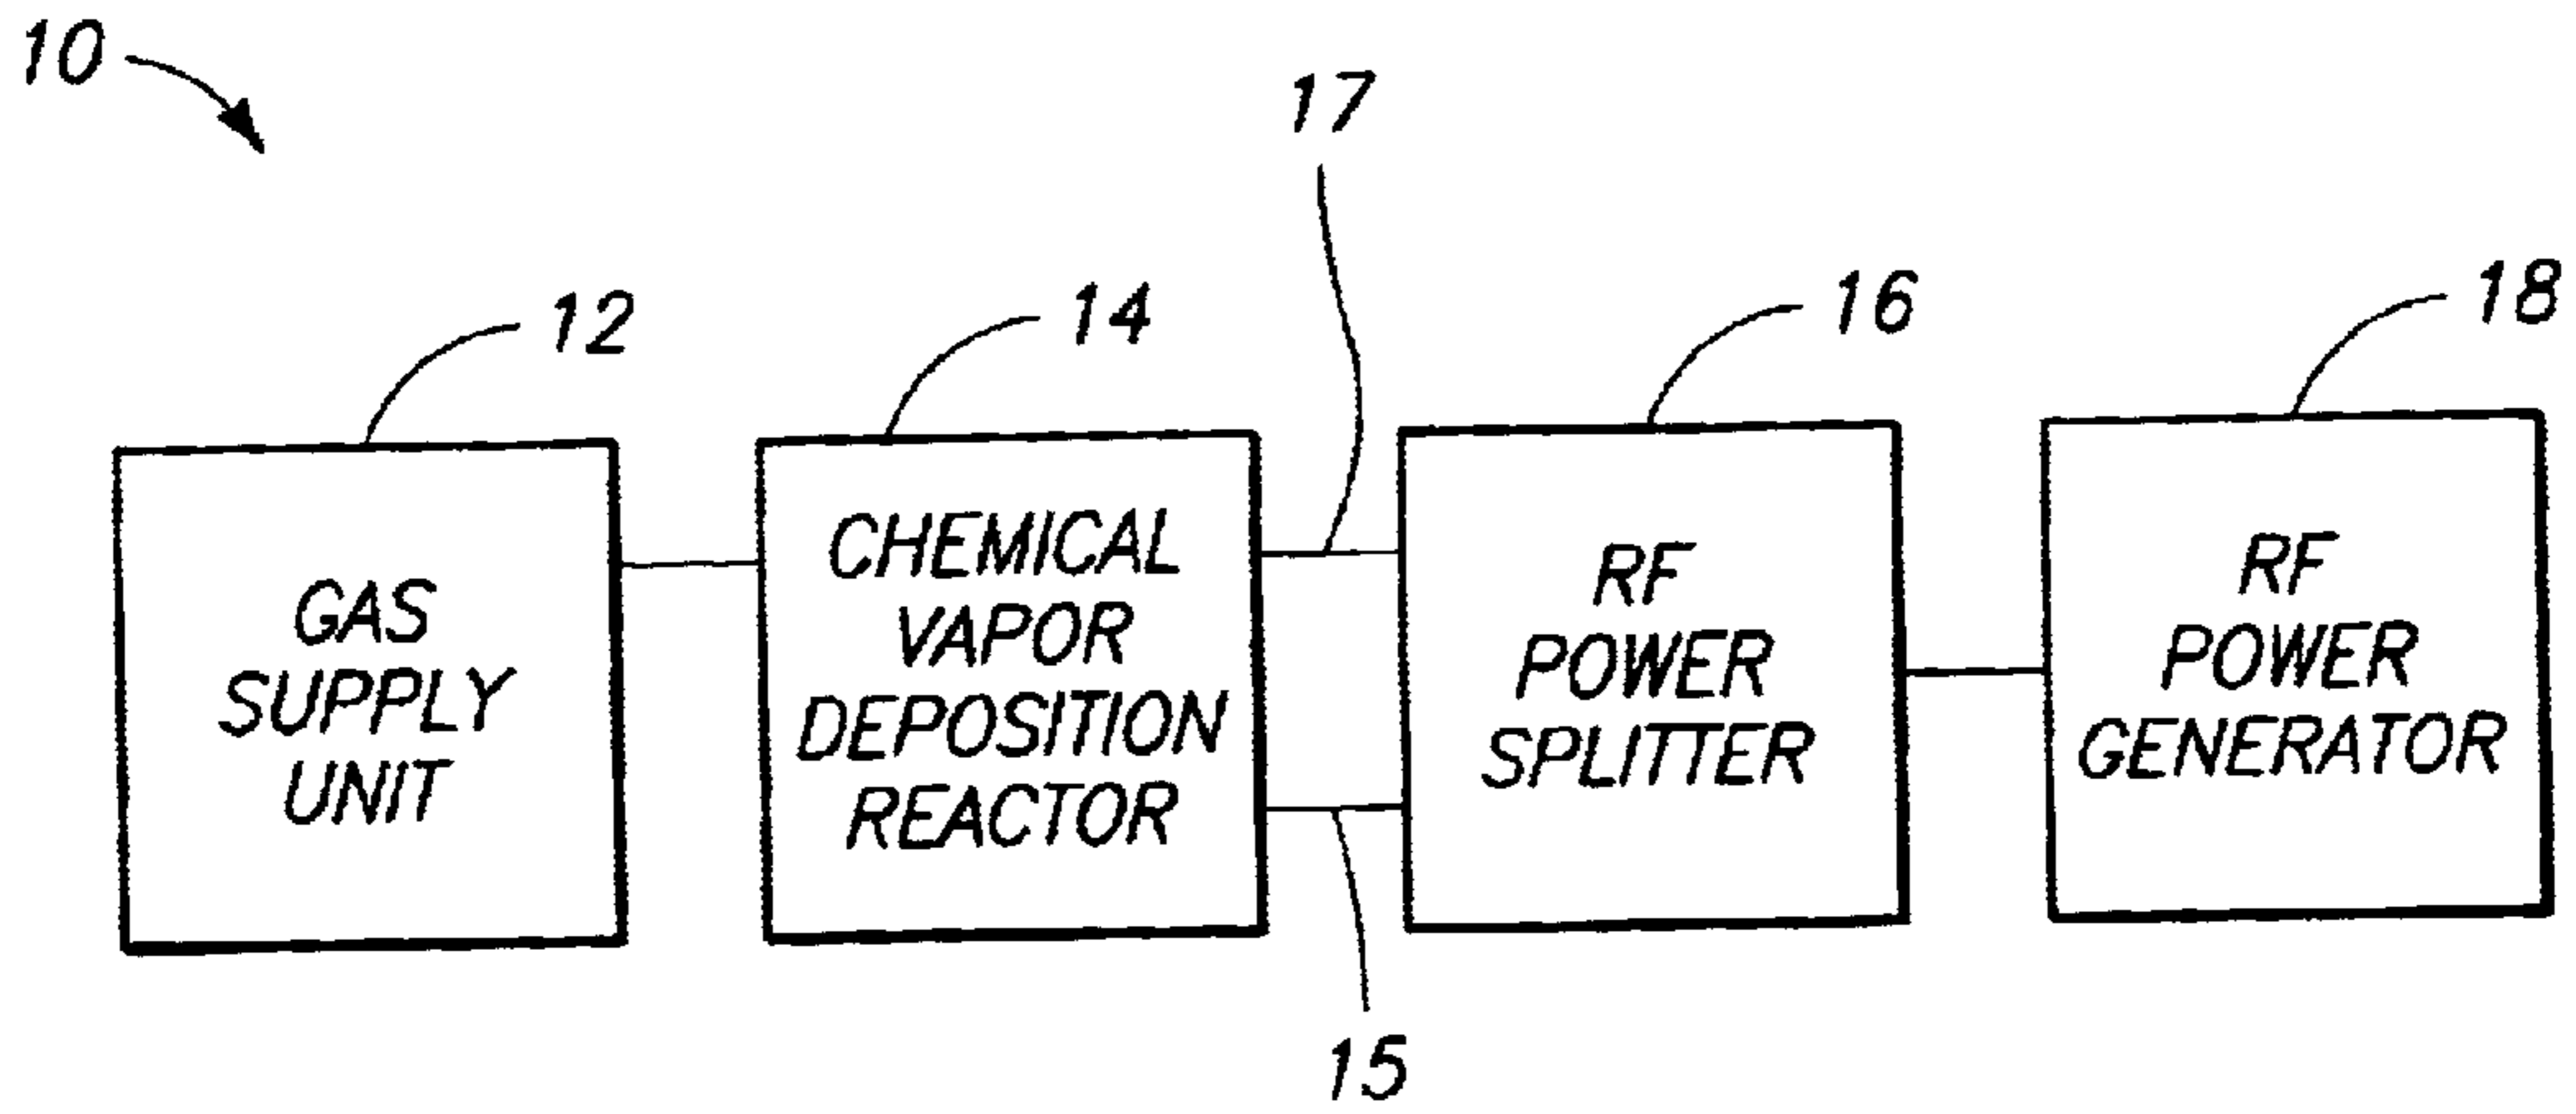 10
17
12
14
16
18
GAS
SUPPLY
UNIT
CHEMICAL
VAPOR
DEPOSITION
REACTOR
RF
POWER
SPLITTER
RF
POWER
GENERATOR
15